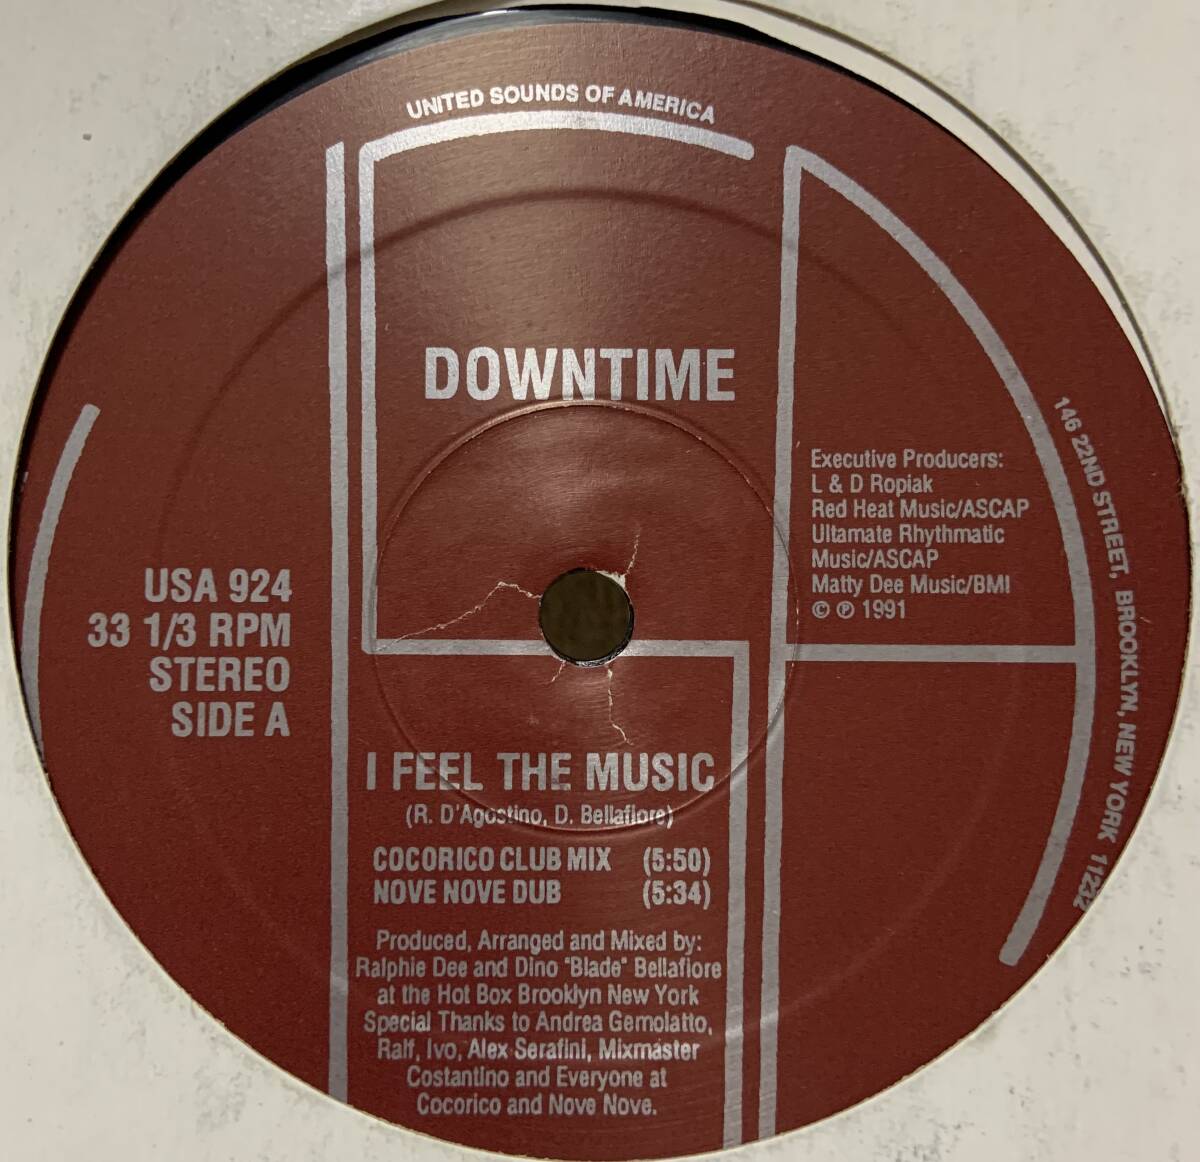 UNITED SOUNDS OF AMERICA
DOWNTIME
Executive Producers:
L & D Ropiak
Red Heat Music/ASCAP
Ultamate Rhythmatic
Music/ASCAP
Matty Dee Music/BMI
© ℗ 1991
146 22ND STREET, BROOKLYN, NEW YORK 11232
USA 924
33 1/3 RPM
STEREO
SIDE A
I FEEL THE MUSIC
(R. D'Agostino, D. Bellafiore)
COCORICO CLUB MIX (5:50)
NOVE NOVE DUB (5:34)
Produced, Arranged and Mixed by:
Ralphie Dee and Dino "Blade" Bellafiore
at the Hot Box Brooklyn New York
Special Thanks to Andrea Gemolatto,
Ralf, Ivo, Alex Serafini, Mixmaster
Costantino and Everyone at
Cocorico and Nove Nove.